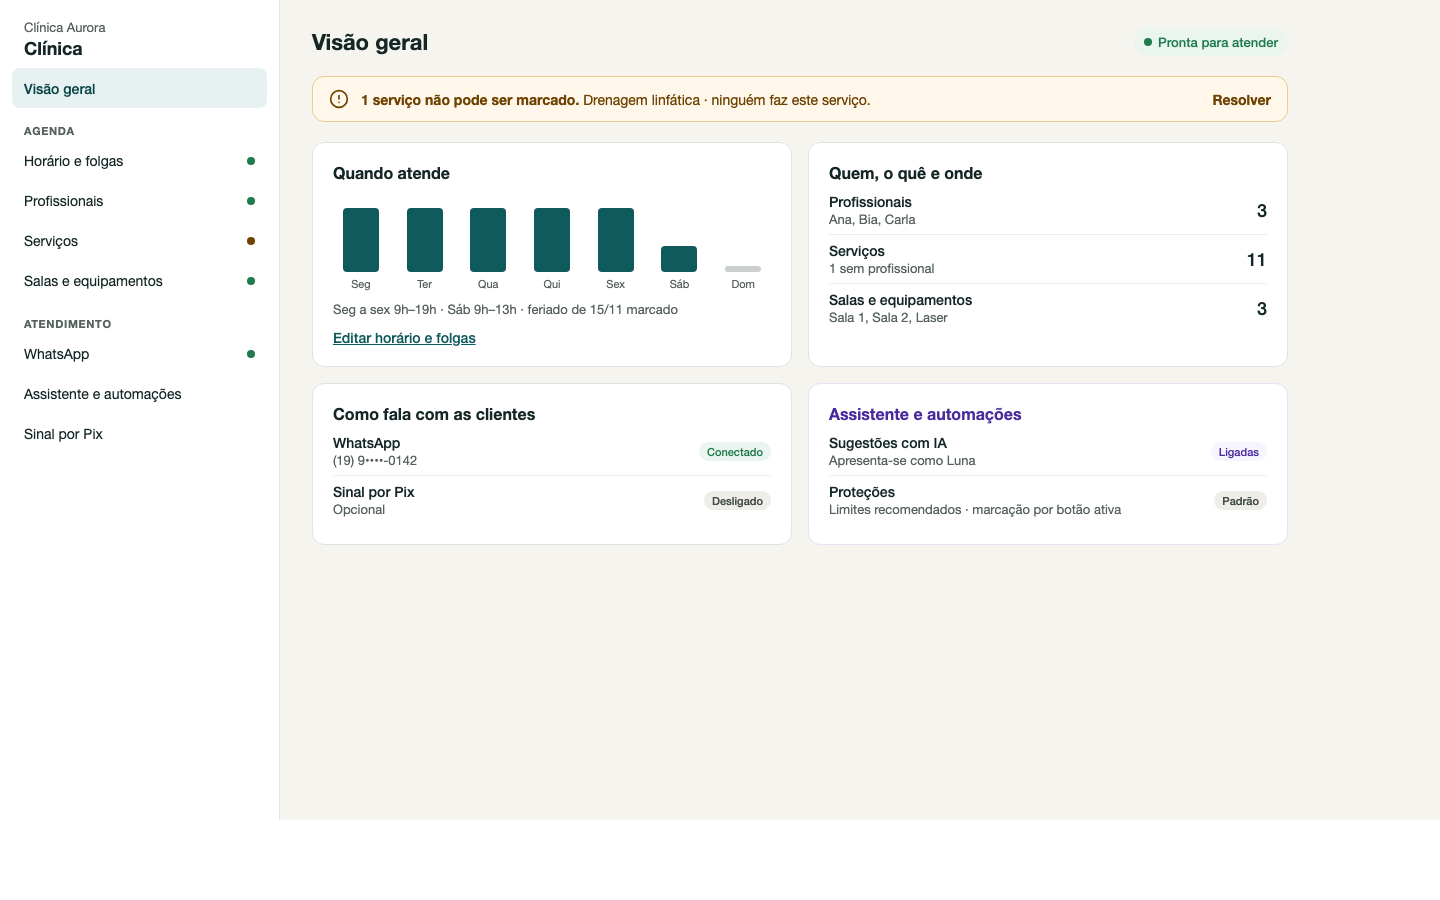 Clínica Aurora
Clínica
Visão geral
AGENDA
Horário e folgas
Profissionais
Serviços
Salas e equipamentos
ATENDIMENTO
WhatsApp
Assistente e automações
Sinal por Pix
Visão geral
Pronta para atender
1 serviço não pode ser marcado. Drenagem linfática · ninguém faz este serviço.
Resolver
Quando atende
Seg Ter Qua Qui Sex Sáb Dom
Seg a sex 9h–19h · Sáb 9h–13h · feriado de 15/11 marcado
Editar horário e folgas
Quem, o quê e onde
Profissionais
Ana, Bia, Carla
3
Serviços
1 sem profissional
11
Salas e equipamentos
Sala 1, Sala 2, Laser
3
Como fala com as clientes
WhatsApp
(19) 9••••-0142
Conectado
Sinal por Pix
Opcional
Desligado
Assistente e automações
Sugestões com IA
Apresenta-se como Luna
Ligadas
Proteções
Limites recomendados · marcação por botão ativa
Padrão